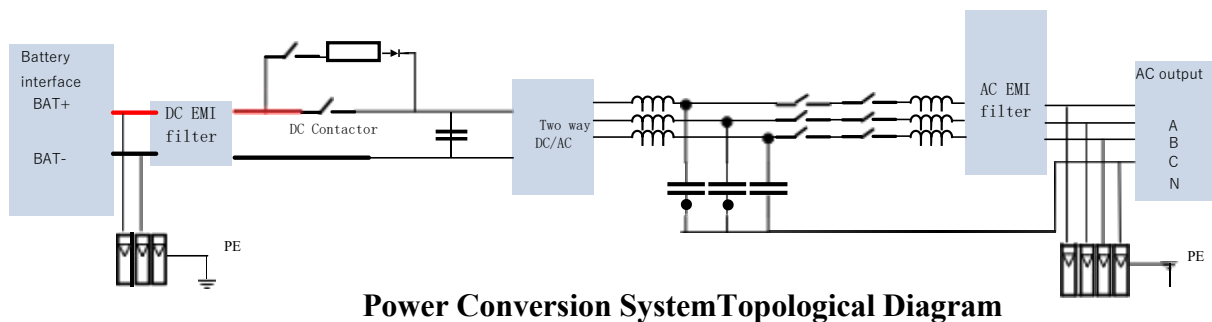 Battery
interface
BAT+
BAT-
DC EMI
filter
DC Contactor
Two way
DC/AC
AC EMI
filter
AC output
A
B
C
N
PE
PE
Power Conversion SystemTopological Diagram